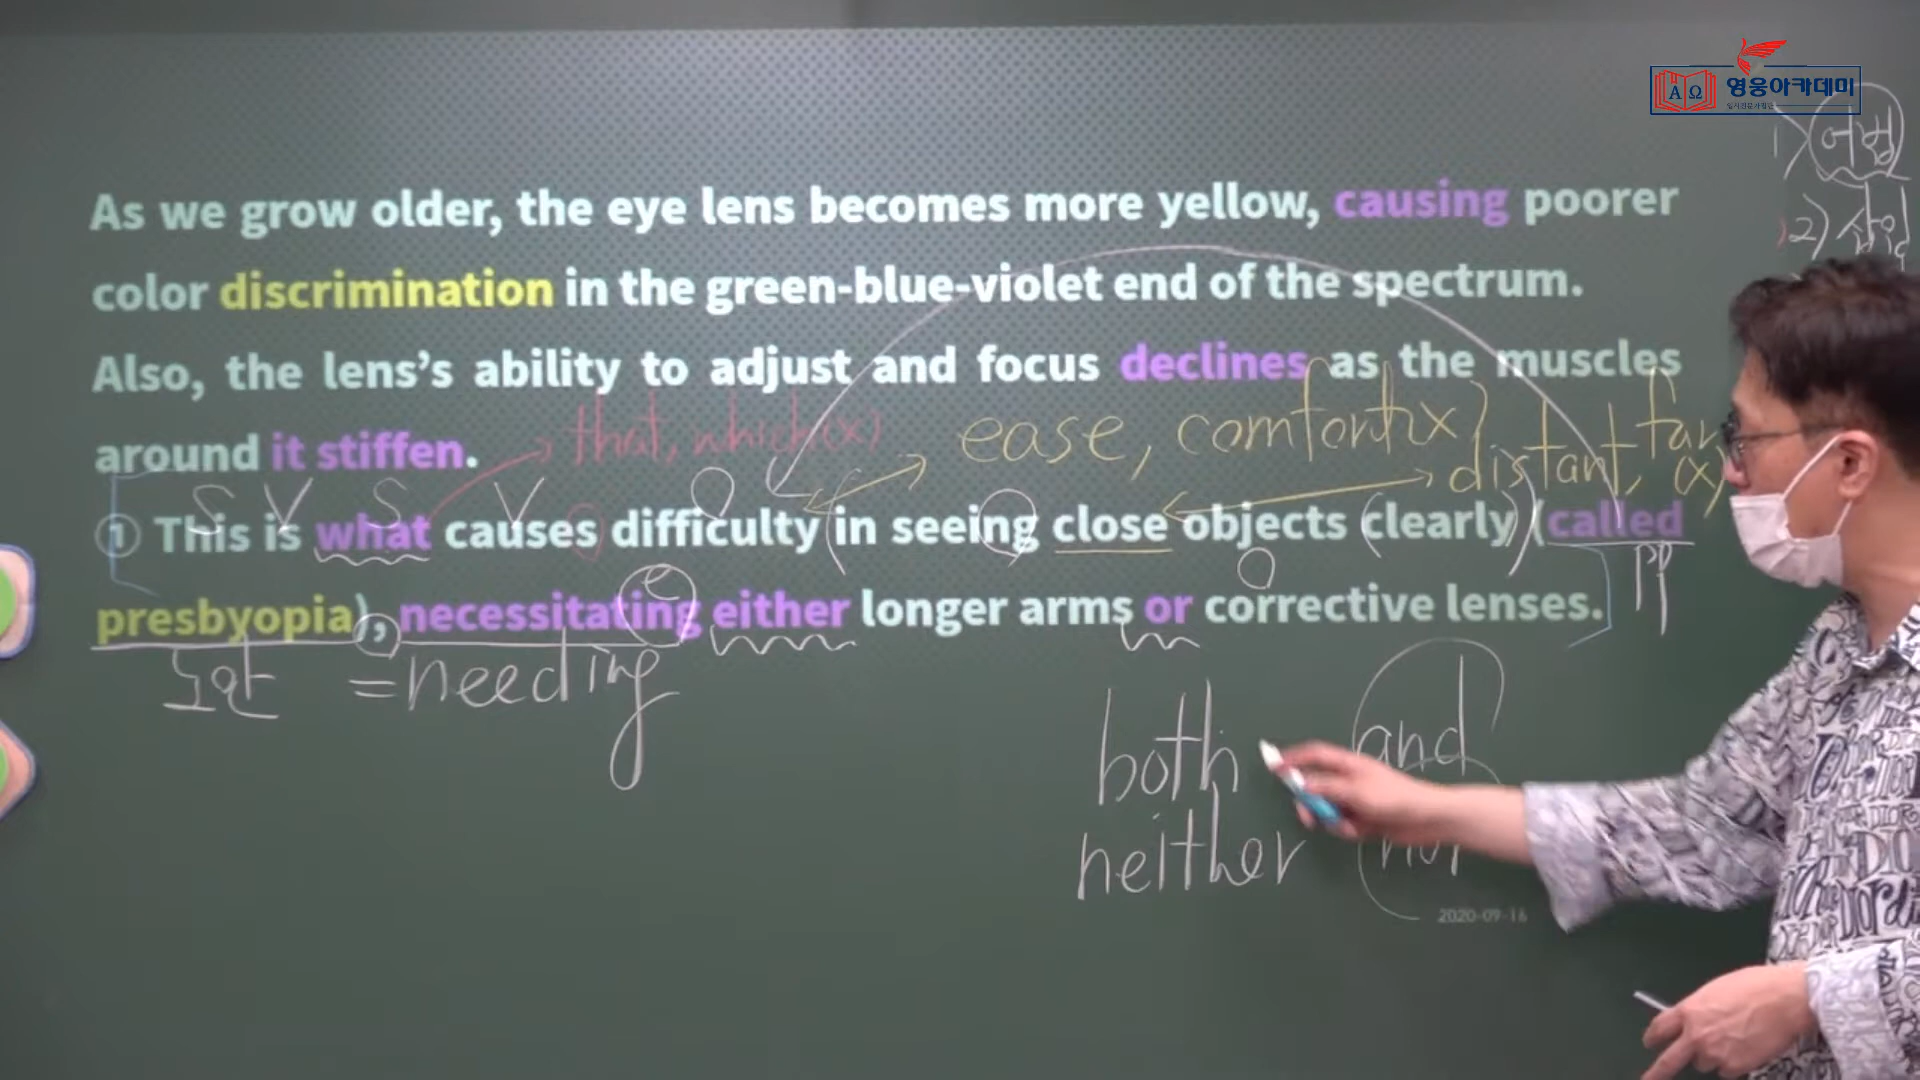 영웅아카데미
1) 어법
2)
As we grow older, the eye lens becomes more yellow, causing poorer
color discrimination in the green-blue-violet end of the spectrum.
Also, the lens's ability to adjust and focus declines as the muscles
around it stiffen.
that, which(x)
ease, comfort(x)
distant, far
(x)
S V S V O
① This is what causes difficulty (in seeing close objects (clearly) (called
O
PP
e
presbyopia), necessitating either longer arms or corrective lenses.
노안 =needing
both and
neither nor
2020-09-16